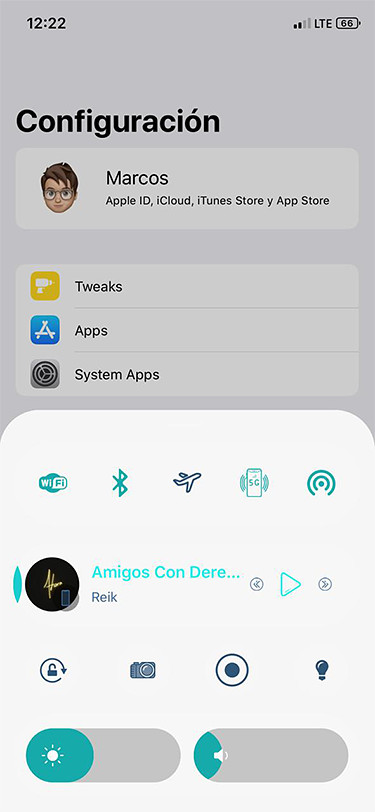 12:22
LTE 66
Configuración
Marcos
Apple ID, iCloud, iTunes Store y App Store
Tweaks
Apps
System Apps
WiFi
5G
Amigos Con Dere...
Reik